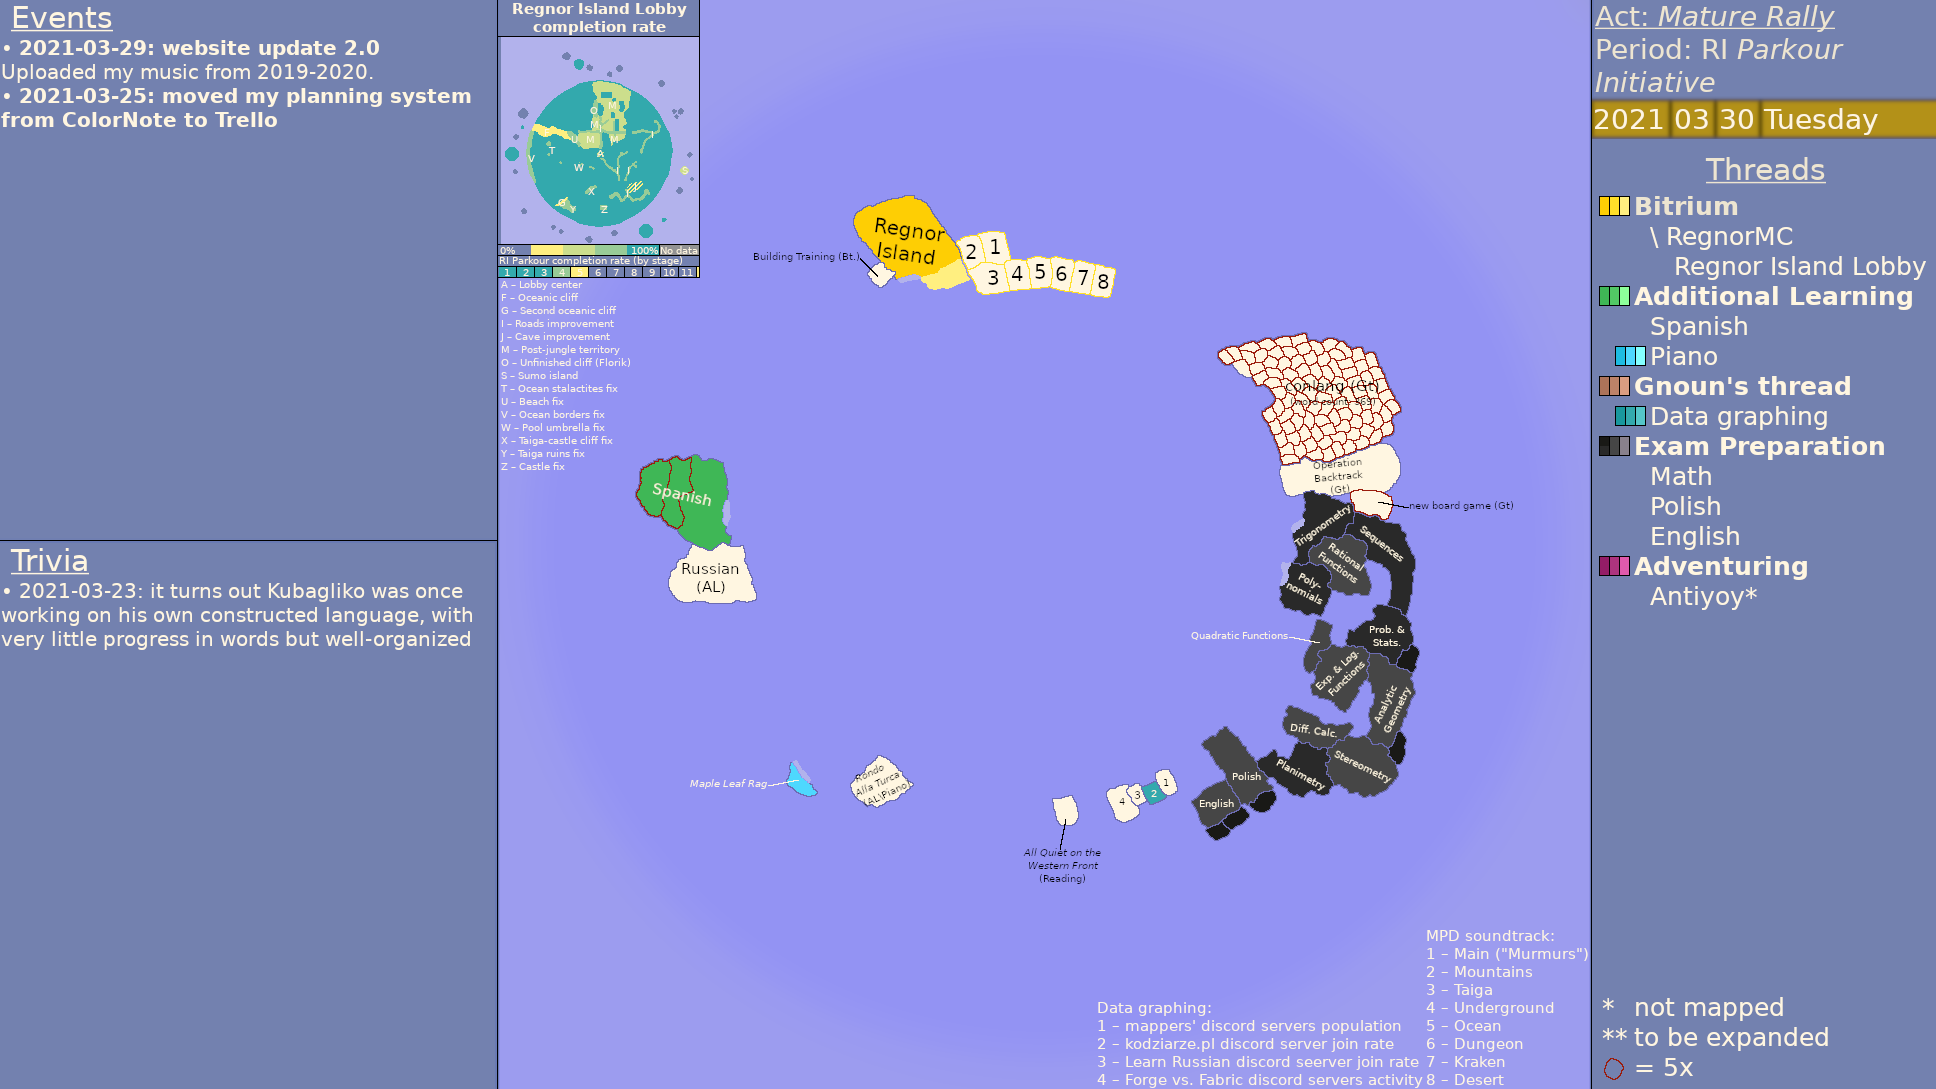 Events
• 2021-03-29: website update 2.0
Uploaded my music from 2019-2020.
• 2021-03-25: moved my planning system
from ColorNote to Trello
Trivia
• 2021-03-23: it turns out Kubagliko was once
working on his own constructed language, with
very little progress in words but well-organized
Regnor Island Lobby
completion rate
O
M
M
U
M
M
I
V
T
A
W
I
J
S
X
Z
0%
100%
No data
RI Parkour completion rate (by stage)
1 2 3 4 5 6 7 8 9 10 11
A – Lobby center
F – Oceanic cliff
G – Second oceanic cliff
I – Roads improvement
J – Cave improvement
M – Post-jungle territory
O – Unfinished cliff (Florik)
S – Sumo island
T – Ocean stalactites fix
U – Beach fix
V – Ocean borders fix
W – Pool umbrella fix
X – Taiga-castle cliff fix
Y – Taiga ruins fix
Z – Castle fix
Regnor
Island
Building Training (Bt.)
2 1
3 4 5 6 7 8
conlang (Gt)
(word count: 365)
Operation
Backtrack
(Gt)
new board game (Gt)
Spanish
Russian
(AL)
Trigonometry
Sequences
Rational
Functions
Poly-
nomials
Quadratic Functions
Prob. &
Stats.
Exp. & Log.
Functions
Analytic
Geometry
Diff. Calc.
Stereometry
Planimetry
Polish
English
Maple Leaf Rag
Rondo
Alla Turca
(AL\Piano)
4 3 2 1
All Quiet on the
Western Front
(Reading)
Data graphing:
1 – mappers' discord servers population
2 – kodziarze.pl discord server join rate
3 – Learn Russian discord seerver join rate
4 – Forge vs. Fabric discord servers activity
MPD soundtrack:
1 – Main ("Murmurs")
2 – Mountains
3 – Taiga
4 – Underground
5 – Ocean
6 – Dungeon
7 – Kraken
8 – Desert
Act: Mature Rally
Period: RI Parkour
Initiative
2021 03 30 Tuesday
Threads
Bitrium
\ RegnorMC
Regnor Island Lobby
Additional Learning
Spanish
Piano
Gnoun's thread
Data graphing
Exam Preparation
Math
Polish
English
Adventuring
Antiyoy*
* not mapped
** to be expanded
= 5x